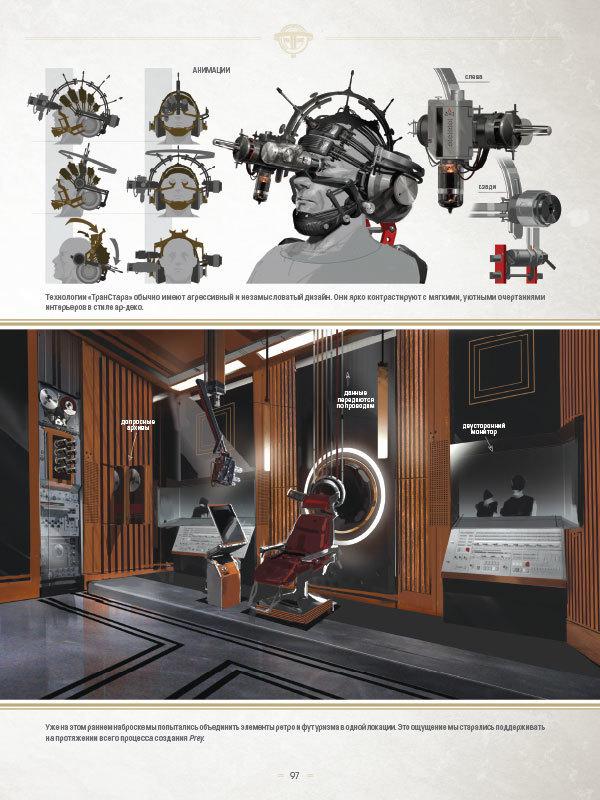 АНИМАЦИИ
слева
сзади
Технологии «ТранСтара» обычно имеют агрессивный и незамысловатый дизайн. Они ярко контрастируют с мягкими, уютными очертаниями
интерьеров в стиле ар-деко.
допросные
архивы
данные
передаются
по проводам
двусторонний
монитор
Уже на этом раннем наброске мы попытались объединить элементы ретро и футуризма в одной локации. Это ощущение мы старались поддерживать
на протяжении всего процесса создания Prey.
97